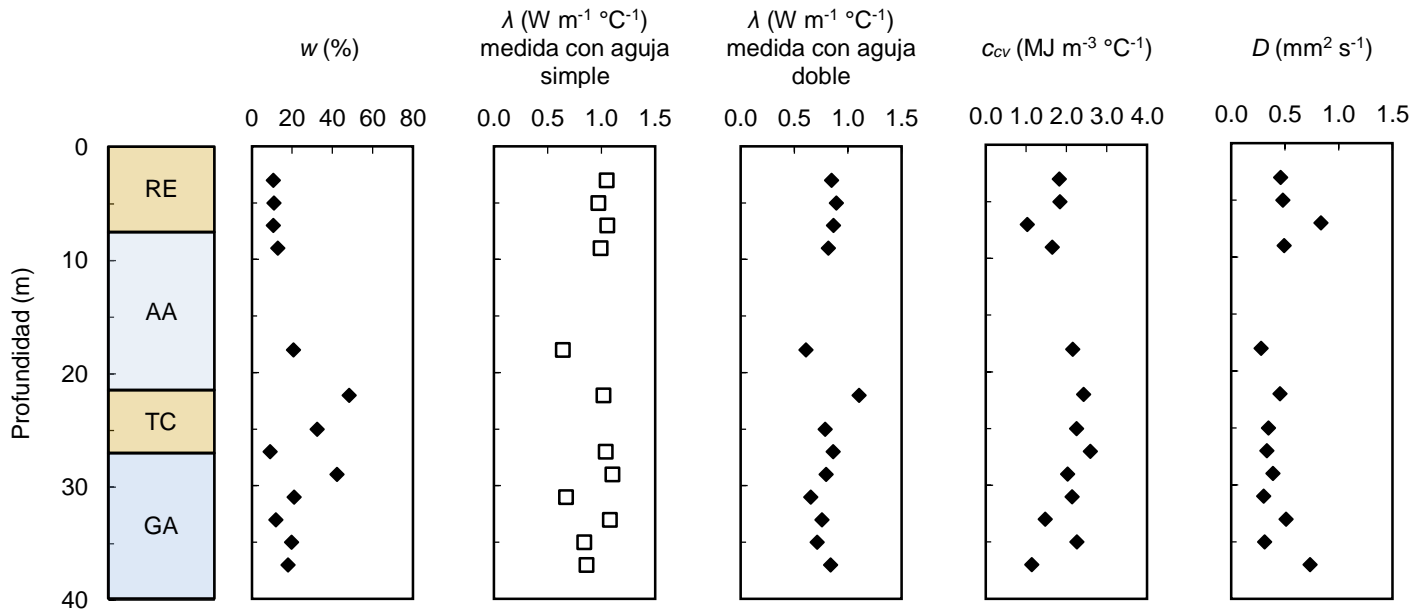 w (%)
λ (W m-1 °C-1)
medida con aguja
simple
λ (W m-1 °C-1)
medida con aguja
doble
ccv (MJ m-3 °C-1)
D (mm2 s-1)
0 20 40 60 80
0.0 0.5 1.0 1.5
0.0 0.5 1.0 1.5
0.0 1.0 2.0 3.0 4.0
0.0 0.5 1.0 1.5
Profundidad (m)
0
10
20
30
40
RE
AA
TC
GA